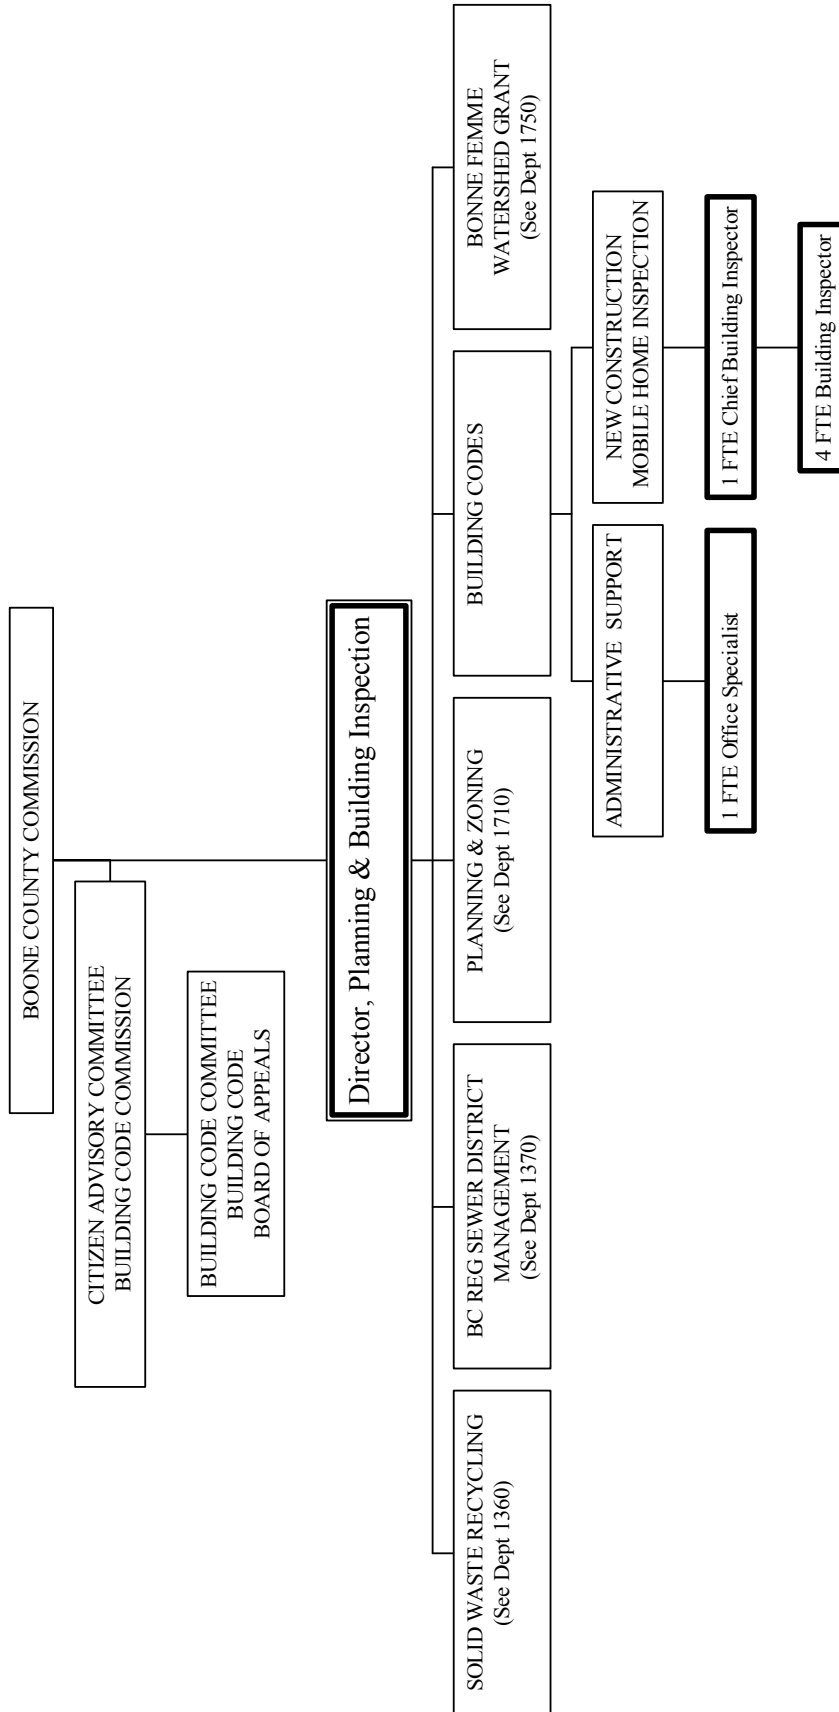 BOONE COUNTY COMMISSION
CITIZEN ADVISORY COMMITTEE
BUILDING CODE COMMISSION
BUILDING CODE COMMITTEE
BUILDING CODE
BOARD OF APPEALS
Director, Planning & Building Inspection
SOLID WASTE RECYCLING
(See Dept 1360)
BC REG SEWER DISTRICT
MANAGEMENT
(See Dept 1370)
PLANNING & ZONING
(See Dept 1710)
BUILDING CODES
BONNE FEMME
WATERSHED GRANT
(See Dept 1750)
ADMINISTRATIVE SUPPORT
NEW CONSTRUCTION
MOBILE HOME INSPECTION
1 FTE Office Specialist
1 FTE Chief Building Inspector
4 FTE Building Inspector